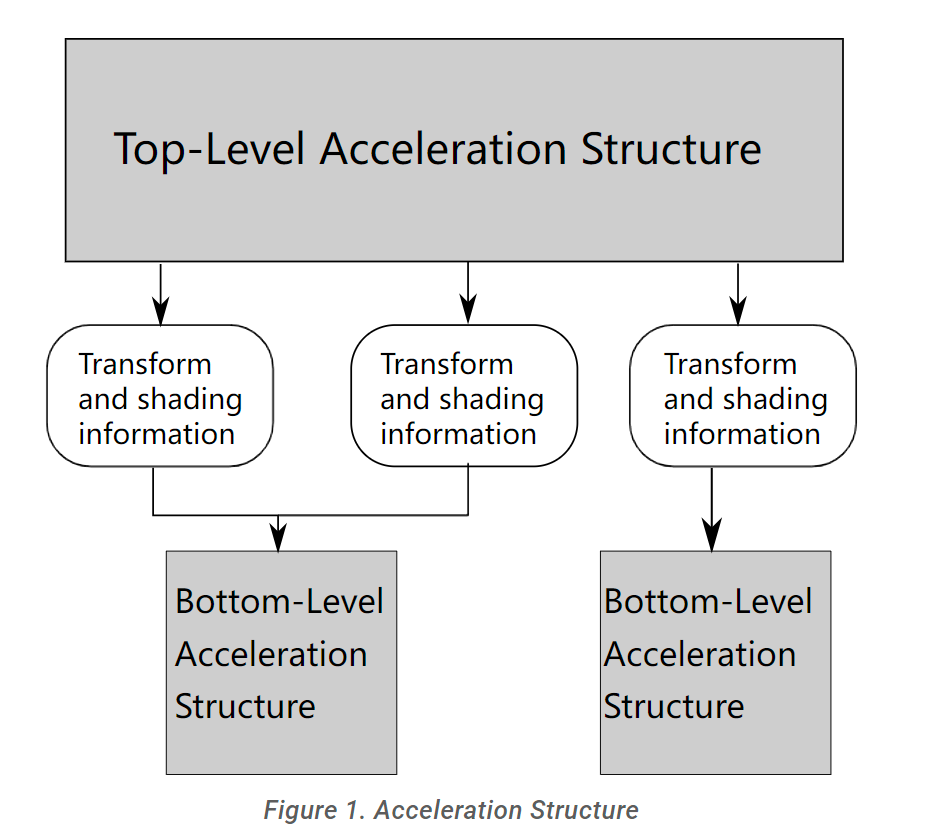 Top-Level Acceleration Structure
Transform
and shading
information
Transform
and shading
information
Transform
and shading
information
Bottom-Level
Acceleration
Structure
Bottom-Level
Acceleration
Structure
Figure 1. Acceleration Structure